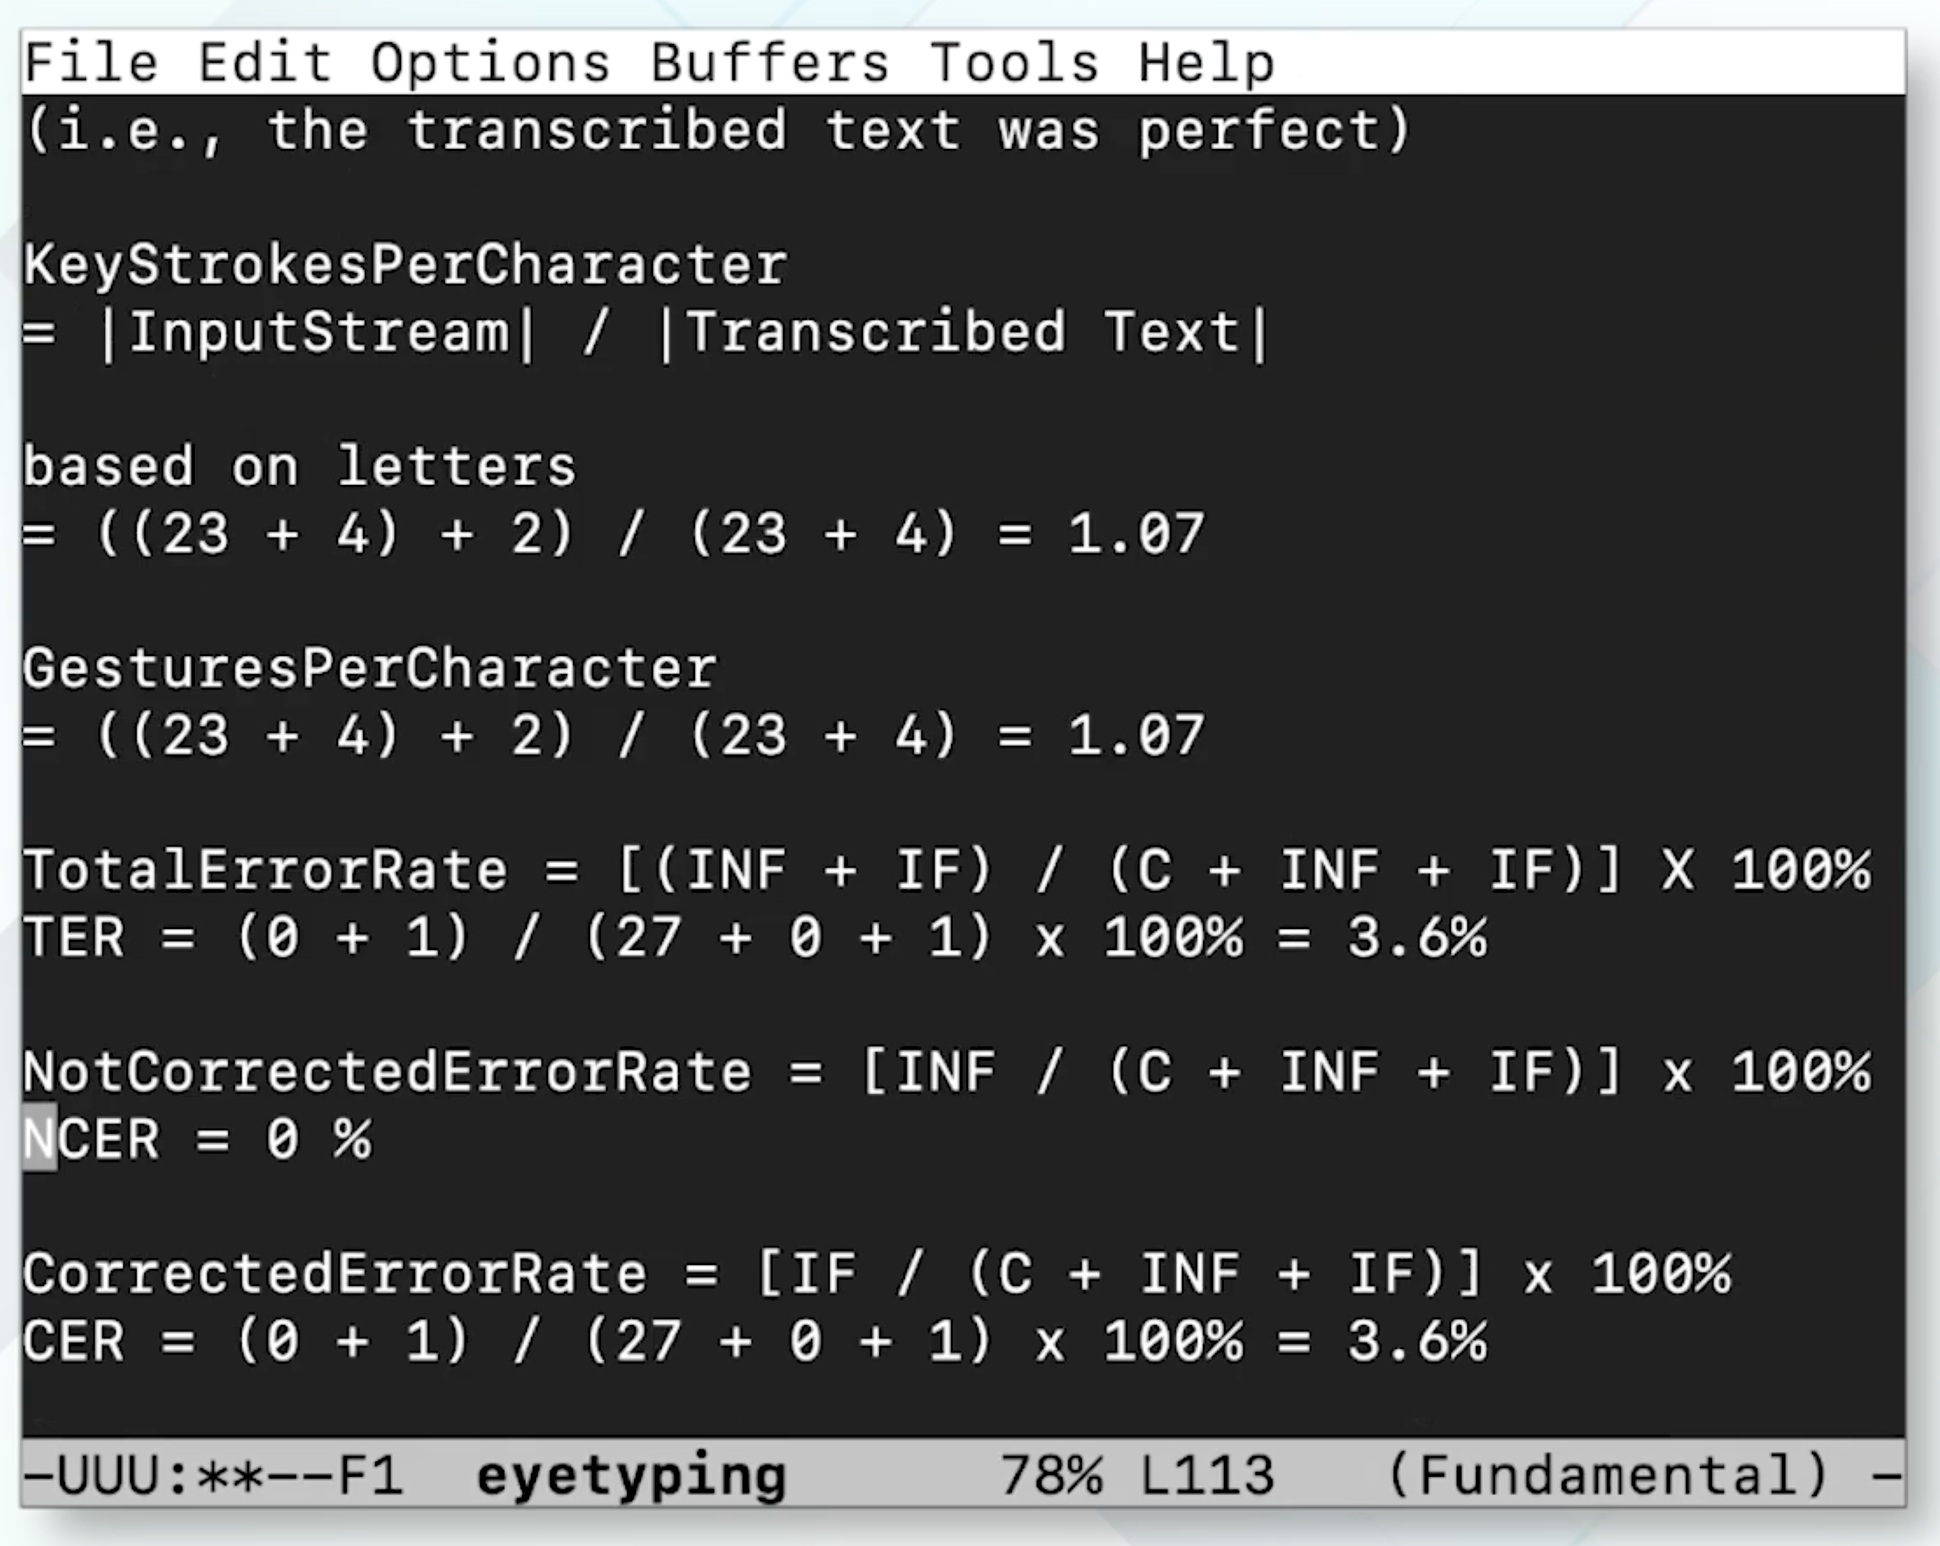 File Edit Options Buffers Tools Help
(i.e., the transcribed text was perfect)
KeyStrokesPerCharacter
= |InputStream| / |Transcribed Text|
based on letters
= ((23 + 4) + 2) / (23 + 4) = 1.07
GesturesPerCharacter
= ((23 + 4) + 2) / (23 + 4) = 1.07
TotalErrorRate = [(INF + IF) / (C + INF + IF)] X 100%
TER = (0 + 1) / (27 + 0 + 1) x 100% = 3.6%
NotCorrectedErrorRate = [INF / (C + INF + IF)] x 100%
NCER = 0 %
CorrectedErrorRate = [IF / (C + INF + IF)] x 100%
CER = (0 + 1) / (27 + 0 + 1) x 100% = 3.6%
-UUU:**--F1 eyetyping 78% L113 (Fundamental) -